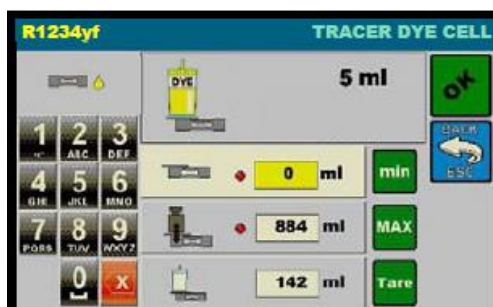 R1234yf TRACER DYE CELL
DYE 5 ml
OK
BACK
ESC
1 2 3
ABC DEF
4 5 6
GHI JKL MNO
7 8 9
PQRS TUV WXYZ
0 X
0 ml min
884 ml MAX
142 ml Tare